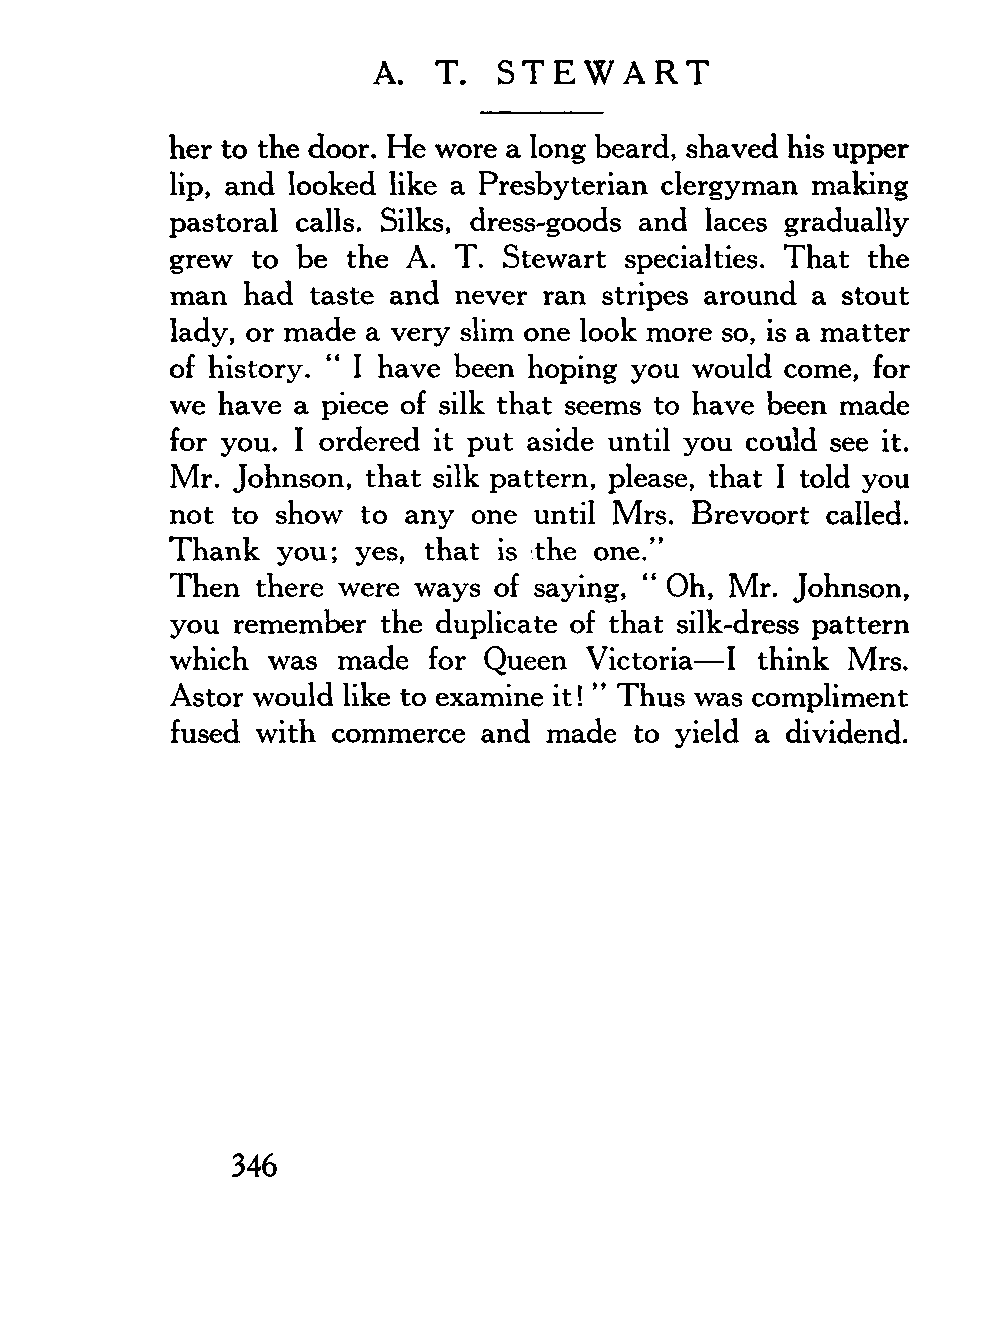 A. T. STEWART
her to the door. He wore a long beard, shaved his upper
lip, and looked like a Presbyterian clergyman making
pastoral calls. Silks, dress-goods and laces gradually
grew to be the A. T. Stewart specialties. That the
man had taste and never ran stripes around a stout
lady, or made a very slim one look more so, is a matter
of history. “ I have been hoping you would come, for
we have a piece of silk that seems to have been made
for you. I ordered it put aside until you could see it.
Mr. Johnson, that silk pattern, please, that I told you
not to show to any one until Mrs. Brevoort called.
Thank you; yes, that is the one.”
Then there were ways of saying, “ Oh, Mr. Johnson,
you remember the duplicate of that silk-dress pattern
which was made for Queen Victoria—I think Mrs.
Astor would like to examine it! ” Thus was compliment
fused with commerce and made to yield a dividend.
346